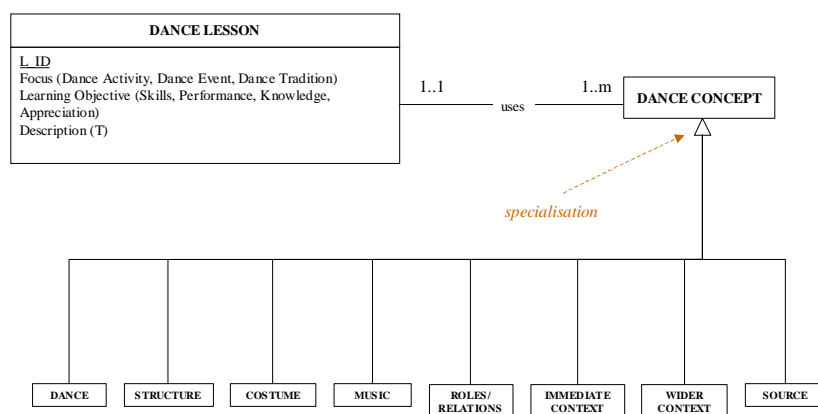 DANCE LESSON
L_ID
Focus (Dance Activity, Dance Event, Dance Tradition)
Learning Objective (Skills, Performance, Knowledge,
Appreciation)
Description (T)
1..1
uses
1..m
DANCE CONCEPT
specialisation
DANCE
STRUCTURE
COSTUME
MUSIC
ROLES/
RELATIONS
IMMEDIATE
CONTEXT
WIDER
CONTEXT
SOURCE